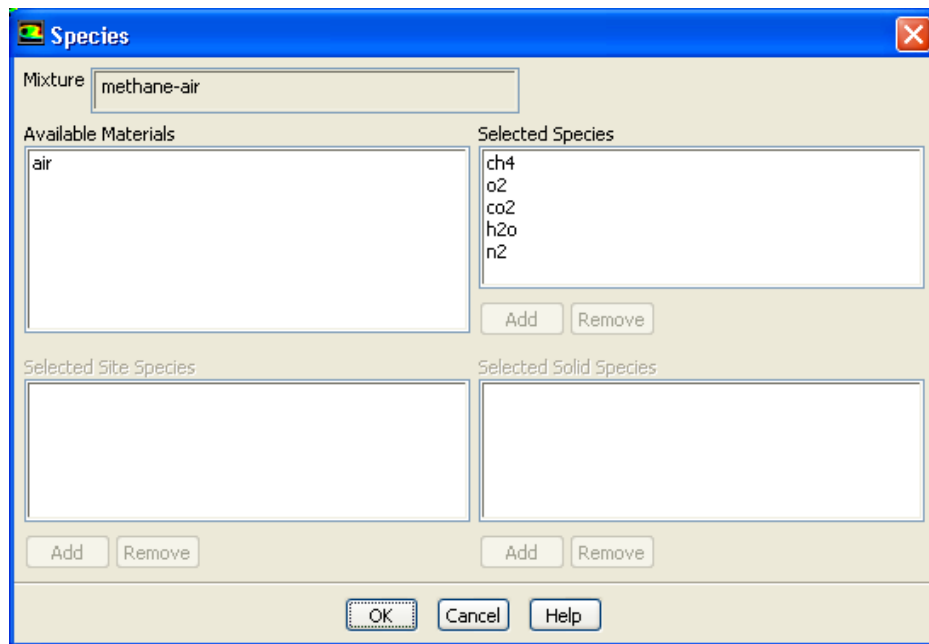 Species
Mixture methane-air
Available Materials
air
Selected Species
ch4
o2
co2
h2o
n2
Add Remove
Selected Site Species
Selected Solid Species
Add Remove
Add Remove
OK Cancel Help